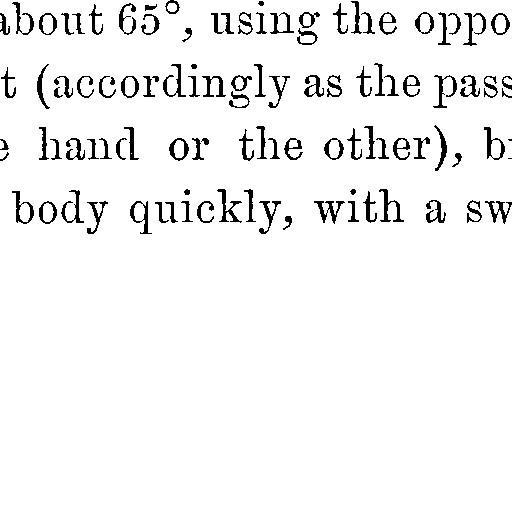 about 65°, using the oppo
t (accordingly as the pass
e hand or the other), b
body quickly, with a sw